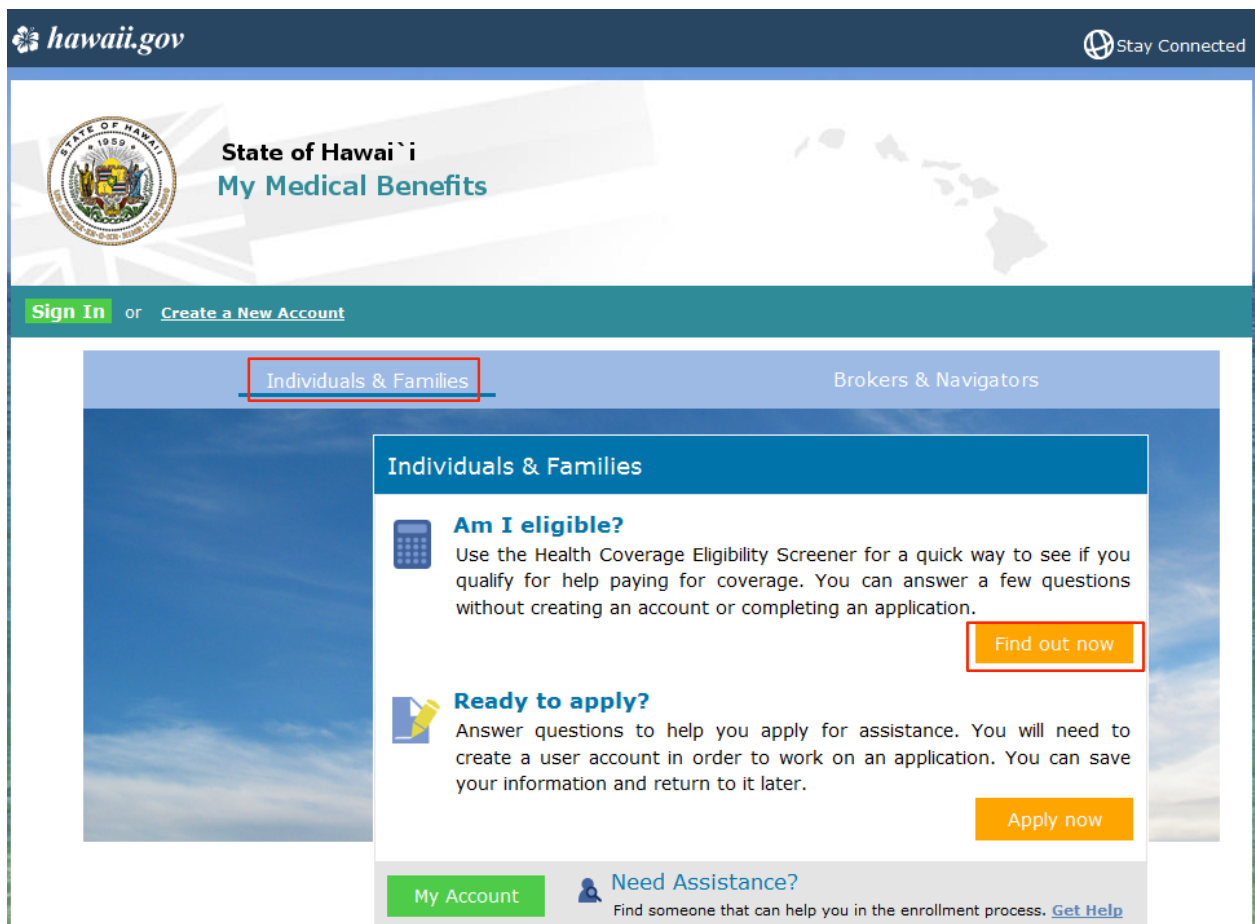 hawaii.gov
Stay Connected
STATE OF HAWAII
1959
State of Hawai`i
My Medical Benefits
Sign In or Create a New Account
Individuals & Families
Brokers & Navigators
Individuals & Families
Am I eligible?
Use the Health Coverage Eligibility Screener for a quick way to see if you
qualify for help paying for coverage. You can answer a few questions
without creating an account or completing an application.
Find out now
Ready to apply?
Answer questions to help you apply for assistance. You will need to
create a user account in order to work on an application. You can save
your information and return to it later.
Apply now
My Account
Need Assistance?
Find someone that can help you in the enrollment process. Get Help